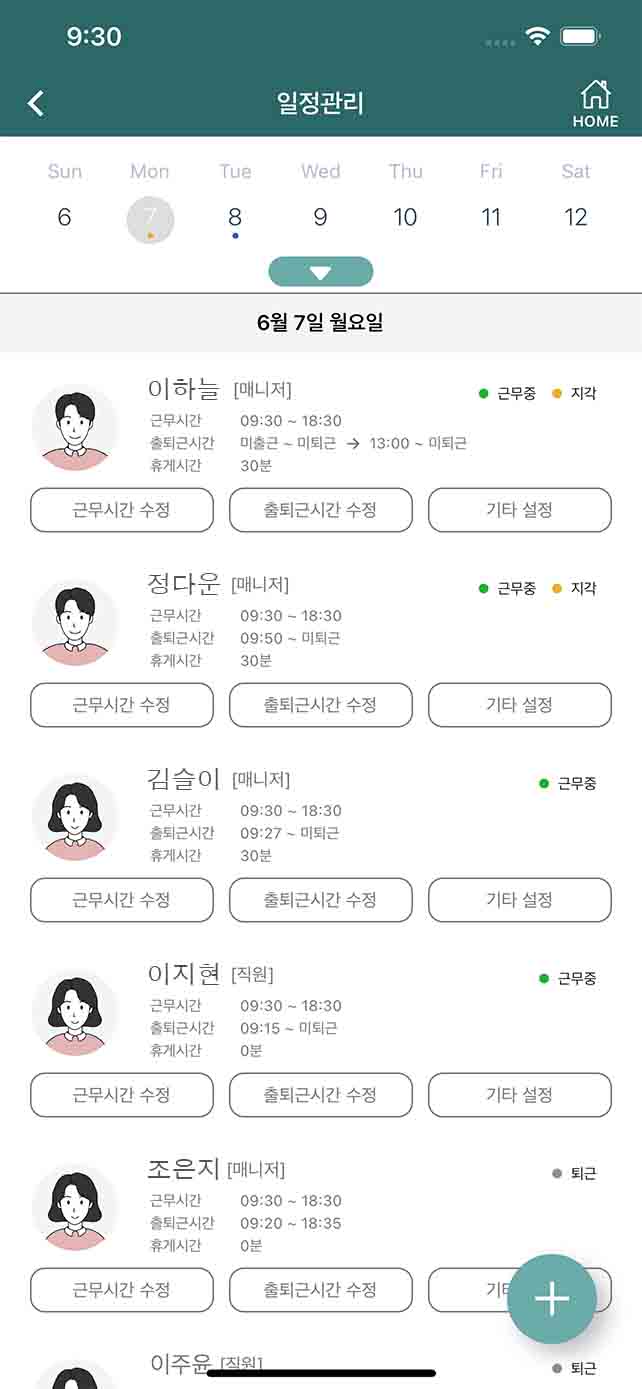 9:30
일정관리
HOME
Sun Mon Tue Wed Thu Fri Sat
6 7 8 9 10 11 12
6월 7일 월요일
이하늘 [매니저] 근무중 지각
근무시간 09:30 ~ 18:30
출퇴근시간 미출근 ~ 미퇴근 → 13:00 ~ 미퇴근
휴게시간 30분
근무시간 수정 출퇴근시간 수정 기타 설정
정다운 [매니저] 근무중 지각
근무시간 09:30 ~ 18:30
출퇴근시간 09:50 ~ 미퇴근
휴게시간 30분
근무시간 수정 출퇴근시간 수정 기타 설정
김슬이 [매니저] 근무중
근무시간 09:30 ~ 18:30
출퇴근시간 09:27 ~ 미퇴근
휴게시간 30분
근무시간 수정 출퇴근시간 수정 기타 설정
이지현 [직원] 근무중
근무시간 09:30 ~ 18:30
출퇴근시간 09:15 ~ 미퇴근
휴게시간 0분
근무시간 수정 출퇴근시간 수정 기타 설정
조은지 [매니저] 퇴근
근무시간 09:30 ~ 18:30
출퇴근시간 09:20 ~ 18:35
휴게시간 0분
근무시간 수정 출퇴근시간 수정
이주윤 [직원] 퇴근